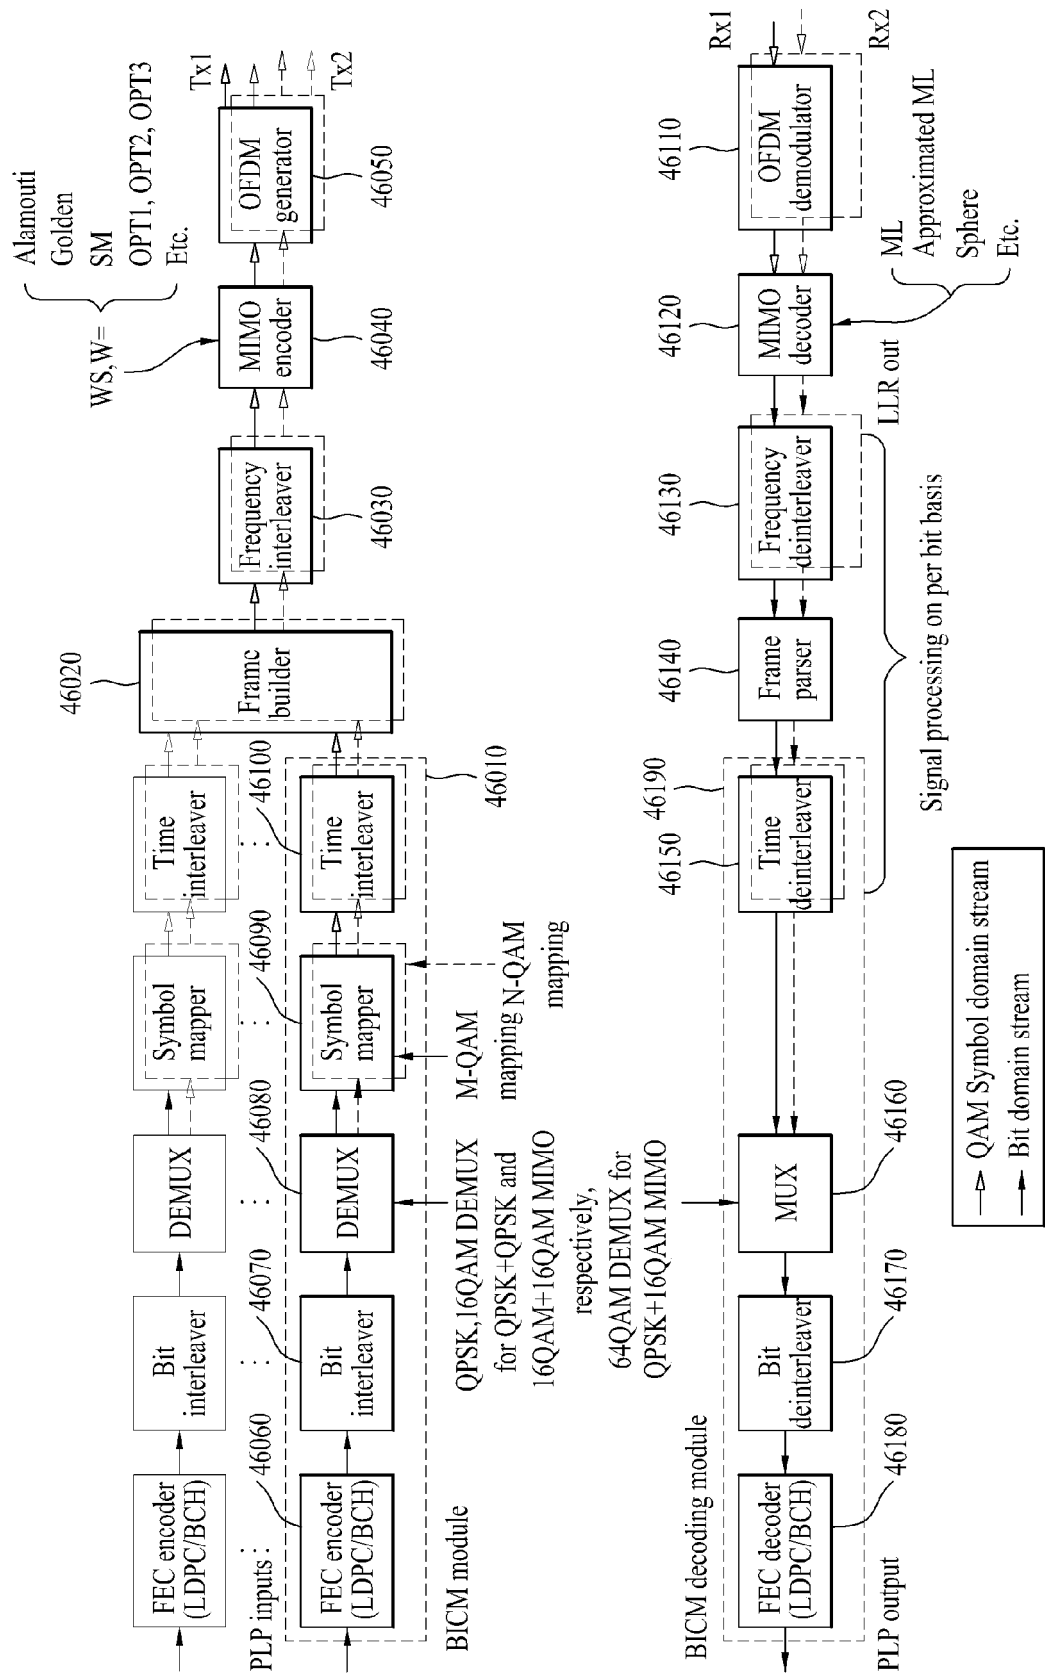 Alamouti
Golden
SM
OPT1, OPT2, OPT3
Etc.
WS,W=
Tx1
Tx2
FEC encoder
(LDPC/BCH)
Bit
interleaver
DEMUX
Symbol
mapper
Time
interleaver
46020
Frame
builder
Frequency
interleaver
46030
MIMO
encoder
46040
OFDM
generator
46050
PLP inputs
46060
46070
46080
46090
46100
FEC encoder
(LDPC/BCH)
Bit
interleaver
DEMUX
Symbol
mapper
Time
interleaver
46010
BICM module
M-QAM
mapping
N-QAM
mapping
QPSK,16QAM DEMUX
for QPSK+QPSK and
16QAM+16QAM MIMO
respectively,
64QAM DEMUX for
QPSK+16QAM MIMO
BICM decoding module
46190
46150
46140
46130
46120
46110
Rx1
Rx2
FEC decoder
(LDPC/BCH)
Bit
deinterleaver
MUX
Time
deinterleaver
Frame
parser
Frequency
deinterleaver
MIMO
decoder
OFDM
demodulator
PLP output
46180
46170
46160
LLR out
ML
Approximated ML
Sphere
Etc.
Signal processing on per bit basis
QAM Symbol domain stream
Bit domain stream